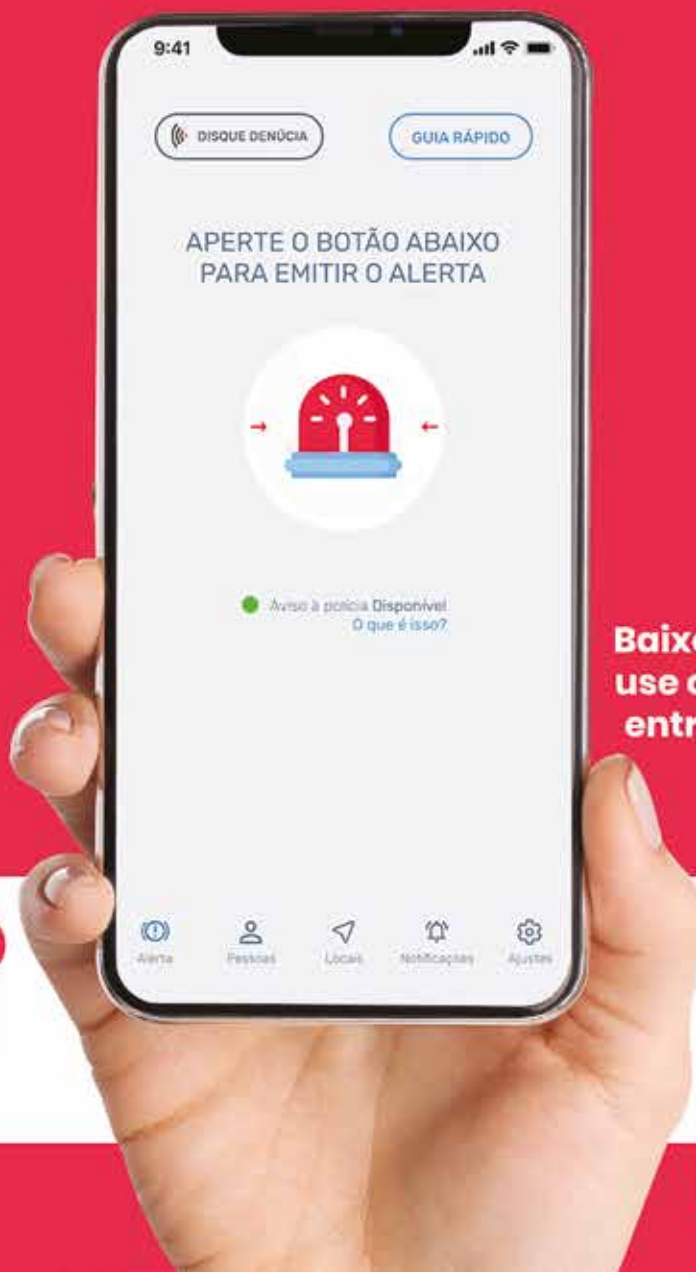 9:41
DISQUE DENÚCIA
GUIA RÁPIDO
APERTE O BOTÃO ABAIXO
PARA EMITIR O ALERTA
Aviso à polícia Disponível
O que é isso?
use
Alerta
Pessoas
Locais
Notificações
Ajustes